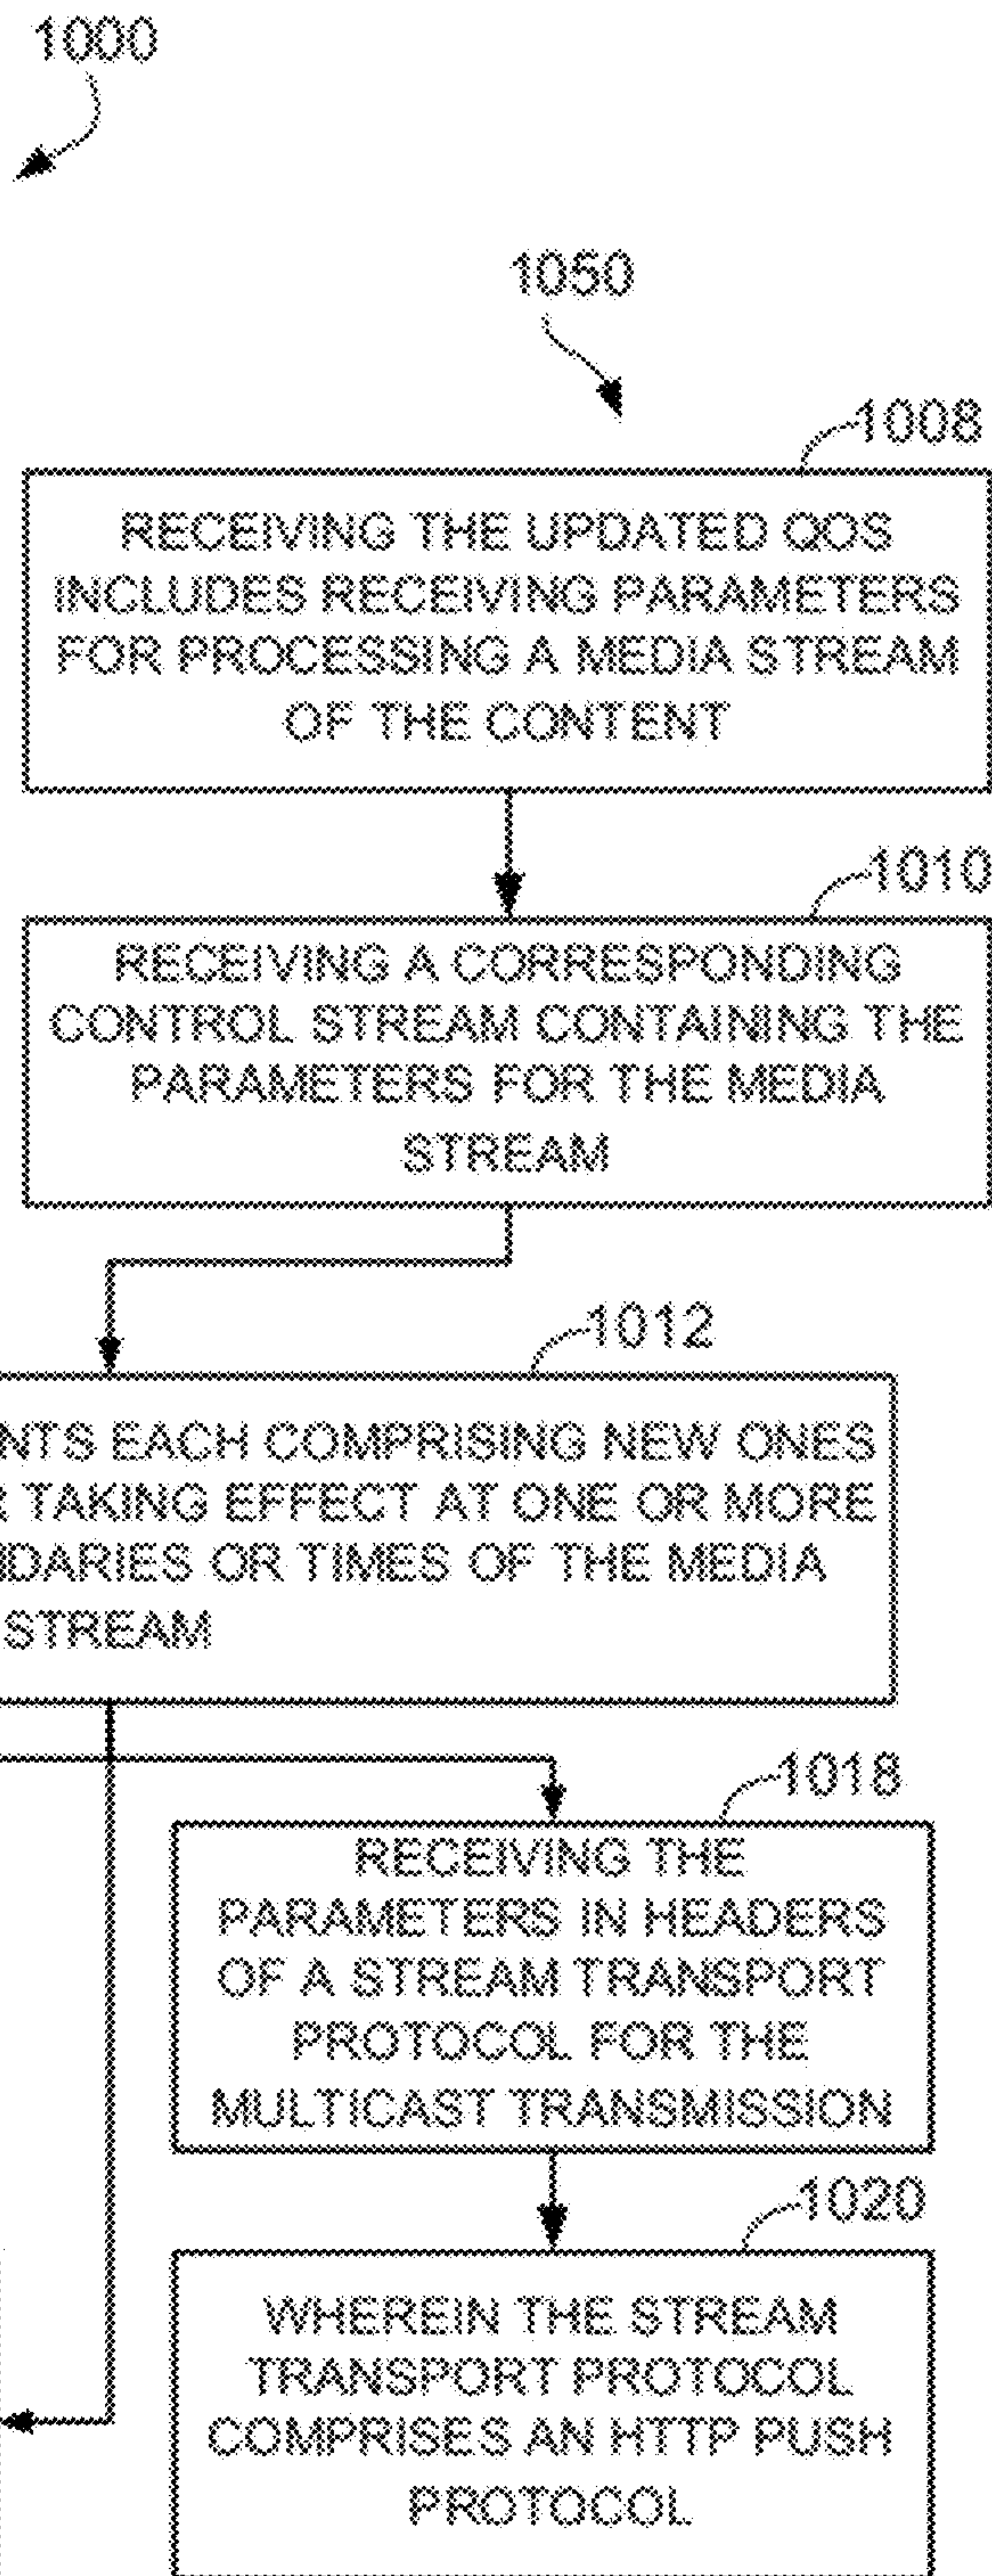 1000
1050
1008
RECEIVING THE UPDATED QOS
INCLUDES RECEIVING PARAMETERS
FOR PROCESSING A MEDIA STREAM
OF THE CONTENT
1010
RECEIVING A CORRESPONDING
CONTROL STREAM CONTAINING THE
PARAMETERS FOR THE MEDIA
STREAM
1012
NTS EACH COMPRISING NEW ONES
R TAKING EFFECT AT ONE OR MORE
NDARIES OR TIMES OF THE MEDIA
STREAM
1018
RECEIVING THE
PARAMETERS IN HEADERS
OF A STREAM TRANSPORT
PROTOCOL FOR THE
MULTICAST TRANSMISSION
1020
WHEREIN THE STREAM
TRANSPORT PROTOCOL
COMPRISES AN HTTP PUSH
PROTOCOL